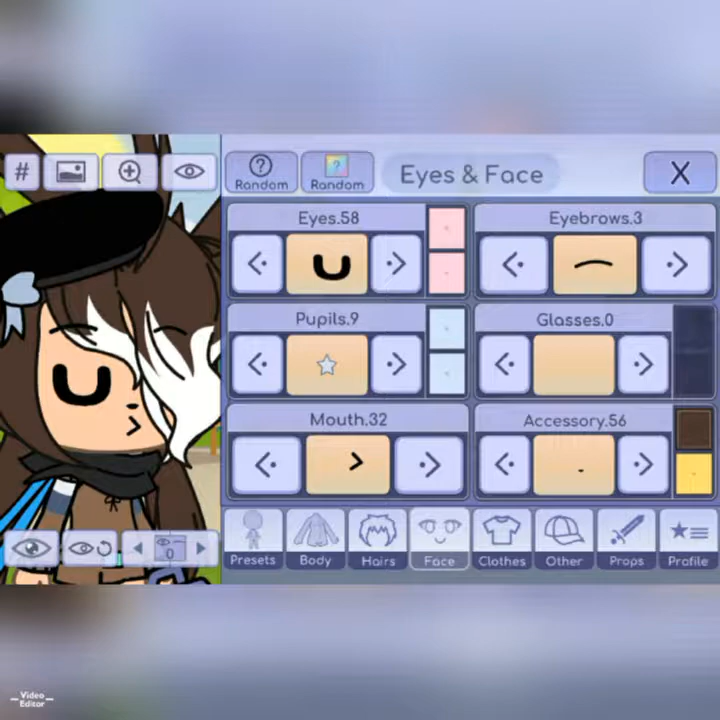 #
?
Random
?
Random
Eyes & Face
X
Eyes.58
Eyebrows.3
Pupils.9
Glasses.0
Mouth.32
Accessory.56
0
Presets
Body
Hairs
Face
Clothes
Other
Props
Profile
Video
Editor